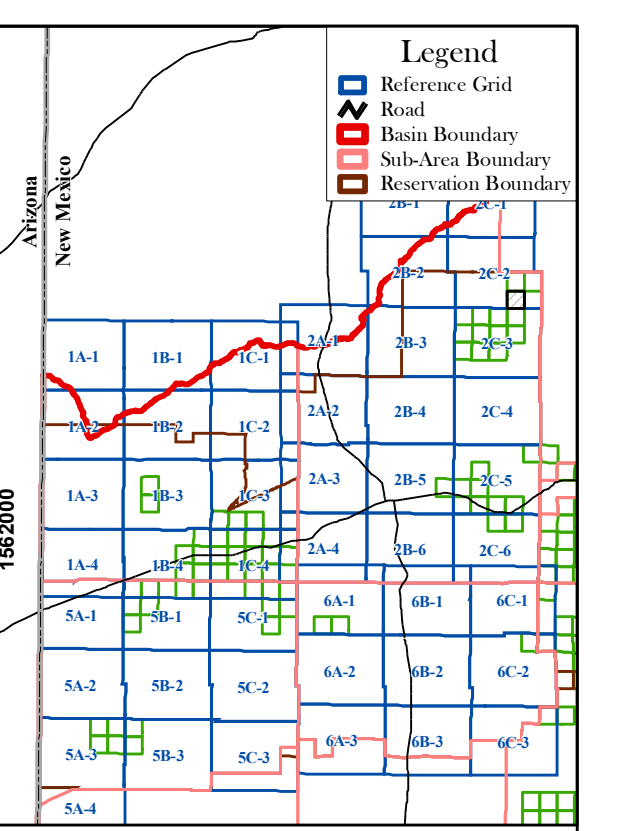 Legend
Reference Grid
Road
Basin Boundary
Sub-Area Boundary
Reservation Boundary
Arizona
New Mexico
1562000
2B-1 2C-1
2B-2 2C-2
2A-1 2B-3 2C-3
1A-1 1B-1 1C-1
2A-2 2B-4 2C-4
1A-2 1B-2 1C-2
2A-3 2B-5 2C-5
1A-3 1B-3 1C-3
2A-4 2B-6 2C-6
1A-4 1B-4 1C-4
6A-1 6B-1 6C-1
5A-1 5B-1 5C-1
6A-2 6B-2 6C-2
5A-2 5B-2 5C-2
6A-3 6B-3 6C-3
5A-3 5B-3 5C-3
5A-4